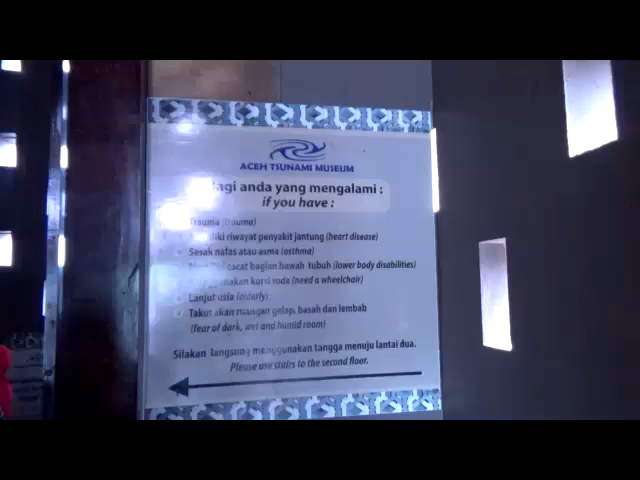 ACEH TSUNAMI MUSEUM
anda yang mengalami :
if you have :
Trauma (trauma)
riwayat penyakit jantung (heart disease)
Sesak nafas atau asma (asthma)
cacat bagian bawah tubuh (lower body disabilities)
kursi roda (need a wheelchair)
Lanjut usia (elderly)
Takut akan ruangan gelap, basah dan lembab
(fear of dark, wet and humid room)
Silakan langsung menggunakan tangga menuju lantai dua.
Please use stairs to the second floor.